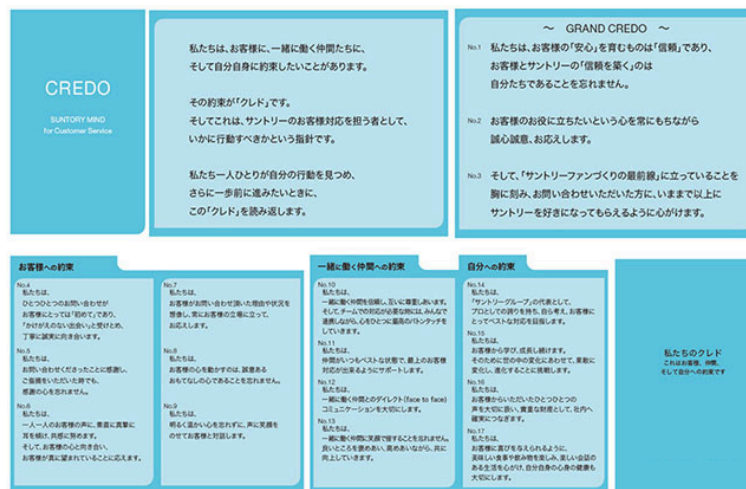 CREDO
SUNTORY MIND
for Customer Service
私たちは、お客様に、一緒に働く仲間たちに、
そして自分自身に約束したいことがあります。
その約束が「クレド」です。
そしてこれは、サントリーのお客様対応を担う者として、
いかに行動すべきかという指針です。
私たち一人ひとりが自分の行動を見つめ、
さらに一歩前に進みたいときに、
この「クレド」を読み返します。
～ GRAND CREDO ～
No.1 私たちは、お客様の「安心」を育むものは「信頼」であり、
お客様とサントリーの「信頼を築く」のは
自分たちであることを忘れません。
No.2 お客様のお役に立ちたいという心を常にもちながら
誠心誠意、お応えします。
No.3 そして、「サントリーファンづくりの最前線」に立っていることを
胸に刻み、お問い合わせいただいた方に、いままで以上に
サントリーを好きになってもらえるように心がけます。
お客様への約束
No.4
私たちは、
ひとつひとつのお問い合わせが
お客様にとっては「初めて」であり、
「かけがえのない出会い」と受けとめ、
丁寧に誠実に向き合います。
No.5
私たちは、
お問い合わせくださったことに感謝し、
ご指摘をいただいた時でも、
感謝の心を忘れません。
No.6
私たちは、
一人一人のお客様の声に、素直に真摯に
耳を傾け、共感に努めます。
そして、お客様の心と向き合い、
お客様が真に望まれていることに応えます。
No.7
私たちは、
お客様がお問い合わせ頂いた理由や状況を
想像し、常にお客様の立場に立って、
お応えします。
No.8
私たちは、
お客様の心を動かすのは、誠意ある
おもてなしの心であることを忘れません。
No.9
私たちは、
明るく温かい心を忘れずに、声に笑顔を
のせてお客様と対話します。
一緒に働く仲間への約束
No.10
私たちは、
一緒に働く仲間を信頼し、互いに尊重しあいます。
そして、チームでの対応が必要な時には、みんなで
連携しながら、心をひとつに最高のバトンタッチを
していきます。
No.11
私たちは、
仲間がいつもベストな状態で、最上のお客様
対応が出来るようにサポートします。
No.12
私たちは、
一緒に働く仲間とのダイレクト(face to face)
コミュニケーションを大切にします。
No.13
私たちは、
一緒に働く仲間に笑顔で接することを忘れません。
良いところを褒めあい、高めあいながら、共に
向上していきます。
自分への約束
No.14
私たちは、
「サントリーグループ」の代表として、
プロとしての誇りを持ち、自ら考え、お客様に
とってベストな対応を目指します。
No.15
私たちは、
お客様から学び、成長し続けます。
そのために世の中の変化にあわせて、柔軟に
変化し、進化することに挑戦します。
No.16
私たちは、
お客様からいただいたひとつひとつの
声を大切に扱い、貴重な財産として、社内へ
確実につなぎます。
No.17
私たちは、
お客様に喜びを与えられるように、
美味しい食事や飲み物を楽しみ、楽しい会話の
ある生活を心がけ、自分自身の心身の健康も
大切にします。
私たちのクレド
これはお客様、仲間、
そして自分への約束です